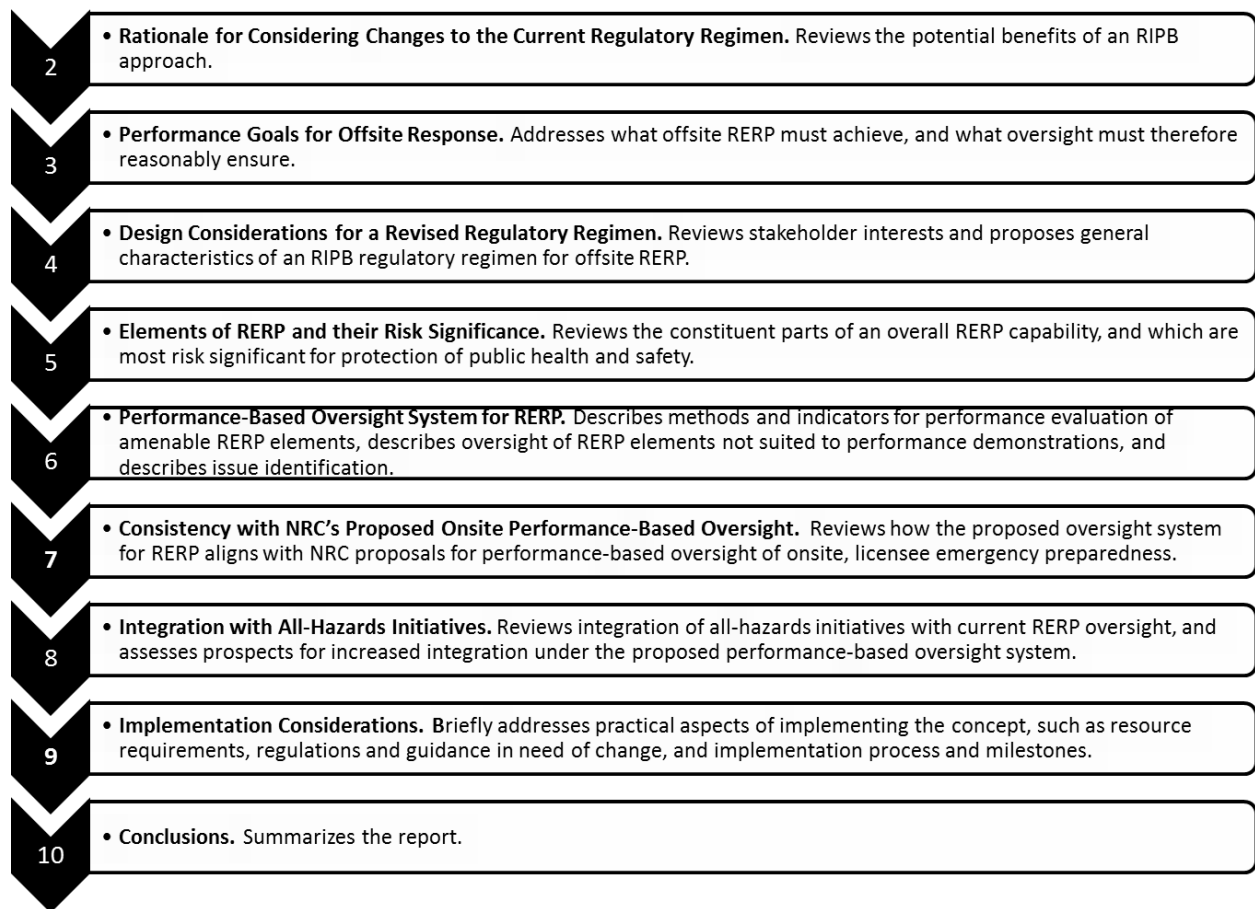 2
• Rationale for Considering Changes to the Current Regulatory Regimen. Reviews the potential benefits of an RIPB
approach.
3
• Performance Goals for Offsite Response. Addresses what offsite RERP must achieve, and what oversight must therefore
reasonably ensure.
4
• Design Considerations for a Revised Regulatory Regimen. Reviews stakeholder interests and proposes general
characteristics of an RIPB regulatory regimen for offsite RERP.
5
• Elements of RERP and their Risk Significance. Reviews the constituent parts of an overall RERP capability, and which are
most risk significant for protection of public health and safety.
6
• Performance-Based Oversight System for RERP. Describes methods and indicators for performance evaluation of
amenable RERP elements, describes oversight of RERP elements not suited to performance demonstrations, and
describes issue identification.
7
• Consistency with NRC’s Proposed Onsite Performance-Based Oversight. Reviews how the proposed oversight system
for RERP aligns with NRC proposals for performance-based oversight of onsite, licensee emergency preparedness.
8
• Integration with All-Hazards Initiatives. Reviews integration of all-hazards initiatives with current RERP oversight, and
assesses prospects for increased integration under the proposed performance-based oversight system.
9
• Implementation Considerations. Briefly addresses practical aspects of implementing the concept, such as resource
requirements, regulations and guidance in need of change, and implementation process and milestones.
10
• Conclusions. Summarizes the report.